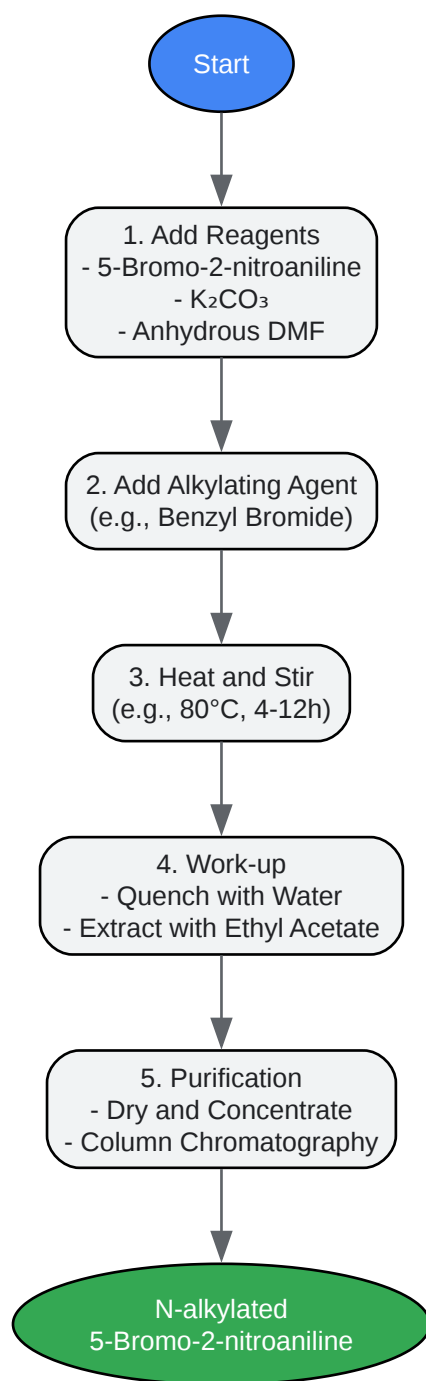 Start
1. Add Reagents
- 5-Bromo-2-nitroaniline
- K₂CO₃
- Anhydrous DMF
2. Add Alkylating Agent
(e.g., Benzyl Bromide)
3. Heat and Stir
(e.g., 80°C, 4-12h)
4. Work-up
- Quench with Water
- Extract with Ethyl Acetate
5. Purification
- Dry and Concentrate
- Column Chromatography
N-alkylated
5-Bromo-2-nitroaniline